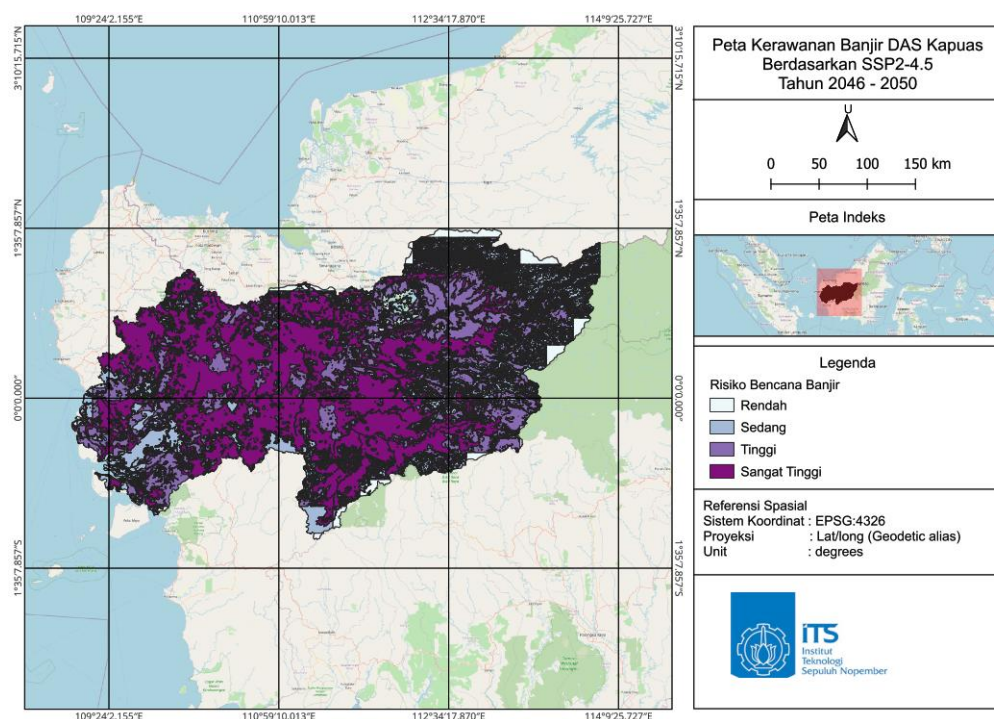 109°24′2.155″E 110°59′10.013″E 112°34′17.870″E 114°9′25.727″E
3°10′15.715″N
3°10′15.715″N
1°35′7.857″N
1°35′7.857″N
0°0′0.000″
0°0′0.000″
1°35′7.857″S
1°35′7.857″S
109°24′2.155″E 110°59′10.013″E 112°34′17.870″E 114°9′25.727″E
Peta Kerawanan Banjir DAS Kapuas
Berdasarkan SSP2-4.5
Tahun 2046 - 2050
U
0 50 100 150 km
Peta Indeks
Legenda
Risiko Bencana Banjir
Rendah
Sedang
Tinggi
Sangat Tinggi
Referensi Spasial
Sistem Koordinat : EPSG:4326
Proyeksi : Lat/long (Geodetic alias)
Unit : degrees
iTS
Institut
Teknologi
Sepuluh Nopember